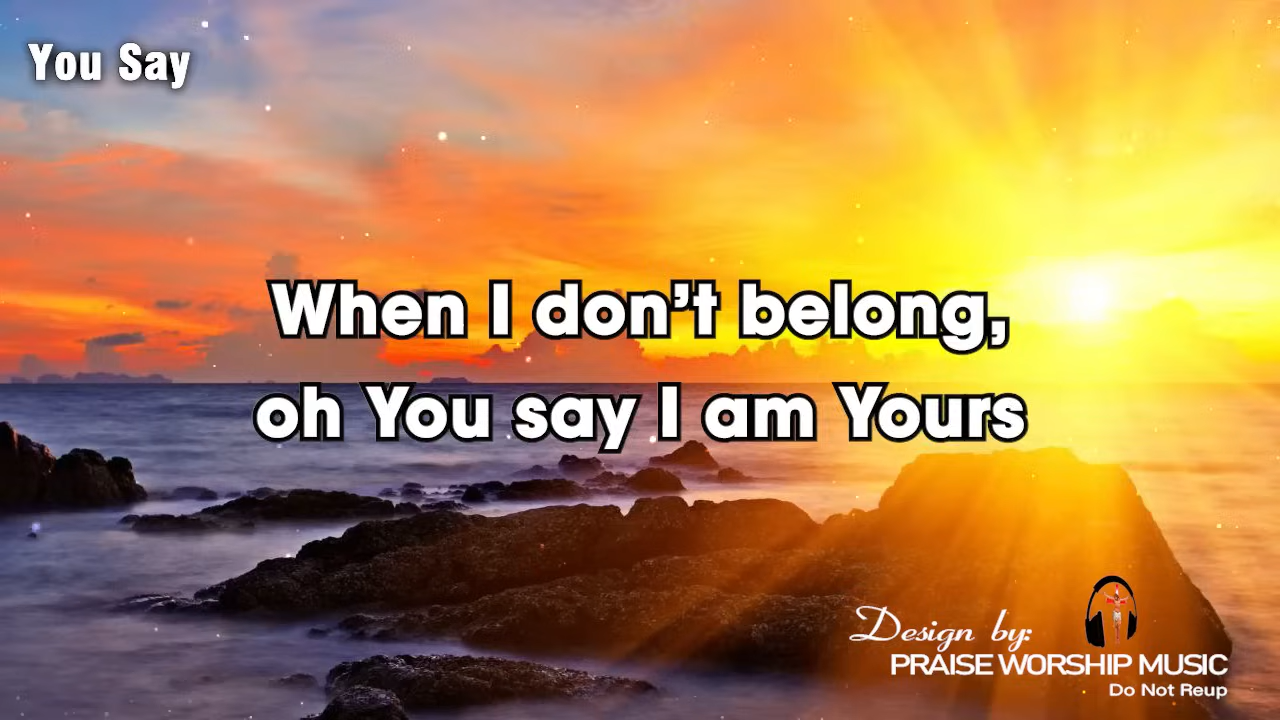 You Say
When I don't belong,
oh You say I am Yours
Design by:
PRAISE WORSHIP MUSIC
Do Not Reup